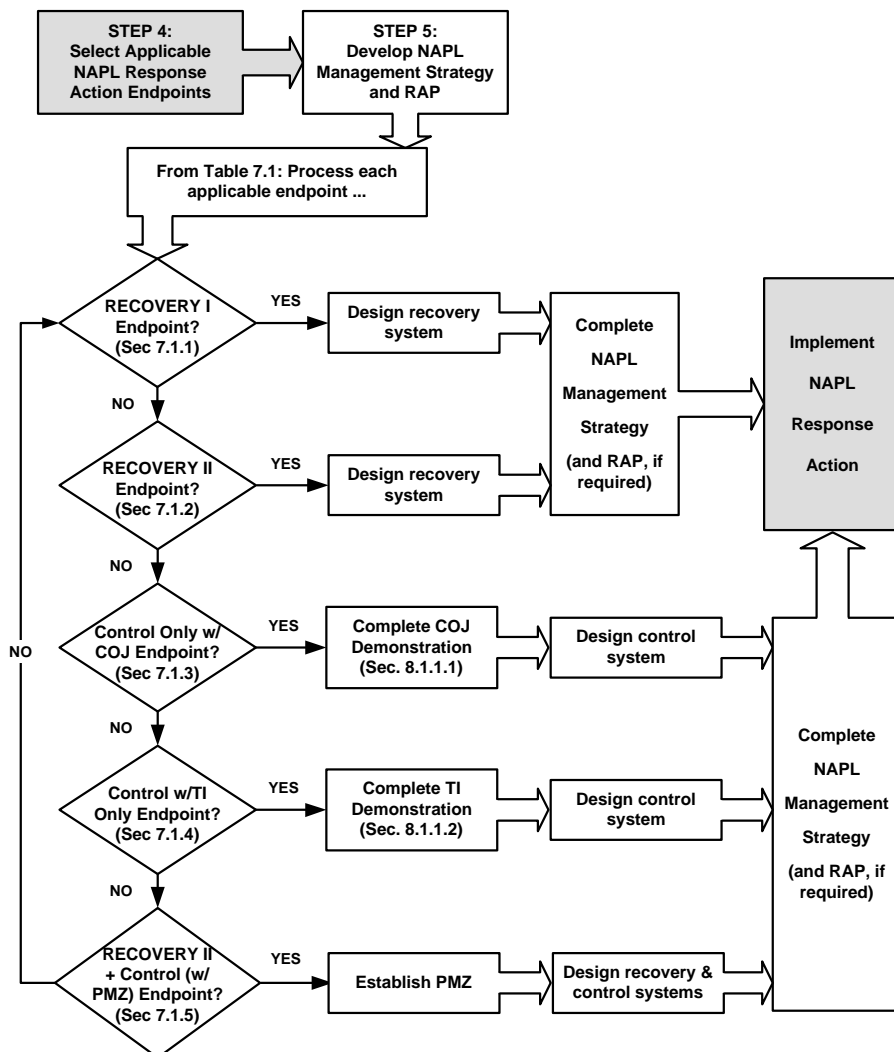 STEP 4:
Select Applicable
NAPL Response
Action Endpoints
STEP 5:
Develop NAPL
Management Strategy
and RAP
From Table 7.1: Process each
applicable endpoint ...
RECOVERY I
Endpoint?
(Sec 7.1.1)
YES
Design recovery
system
Complete
NAPL
Management
Strategy
(and RAP, if
required)
Implement
NAPL
Response
Action
NO
RECOVERY II
Endpoint?
(Sec 7.1.2)
YES
Design recovery
system
NO
Control Only w/
COJ Endpoint?
(Sec 7.1.3)
YES
Complete COJ
Demonstration
(Sec. 8.1.1.1)
Design control
system
NO
NO
Control w/TI
Only Endpoint?
(Sec 7.1.4)
YES
Complete TI
Demonstration
(Sec. 8.1.1.2)
Design control
system
Complete
NAPL
Management
Strategy
(and RAP, if
required)
NO
RECOVERY II
+ Control (w/
PMZ) Endpoint?
(Sec 7.1.5)
YES
Establish PMZ
Design recovery &
control systems